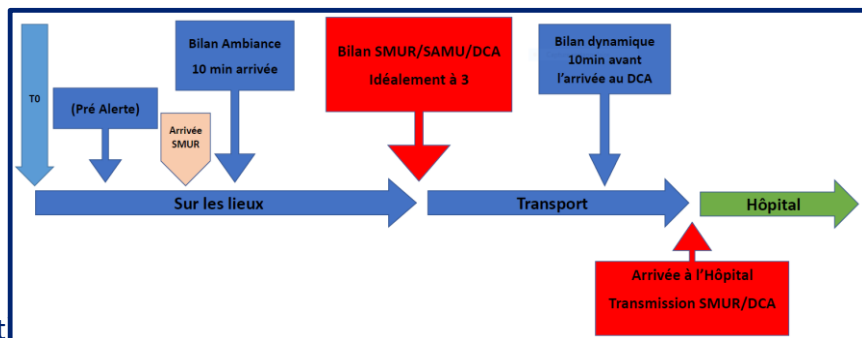 T0
(Pré Alerte)
Arrivée
SMUR
Bilan Ambiance
10 min arrivée
Bilan SMUR/SAMU/DCA
Idéalement à 3
Bilan dynamique
10min avant
l'arrivée au DCA
Sur les lieux
Transport
Hôpital
Arrivée à l'Hôpital
Transmission SMUR/DCA
t